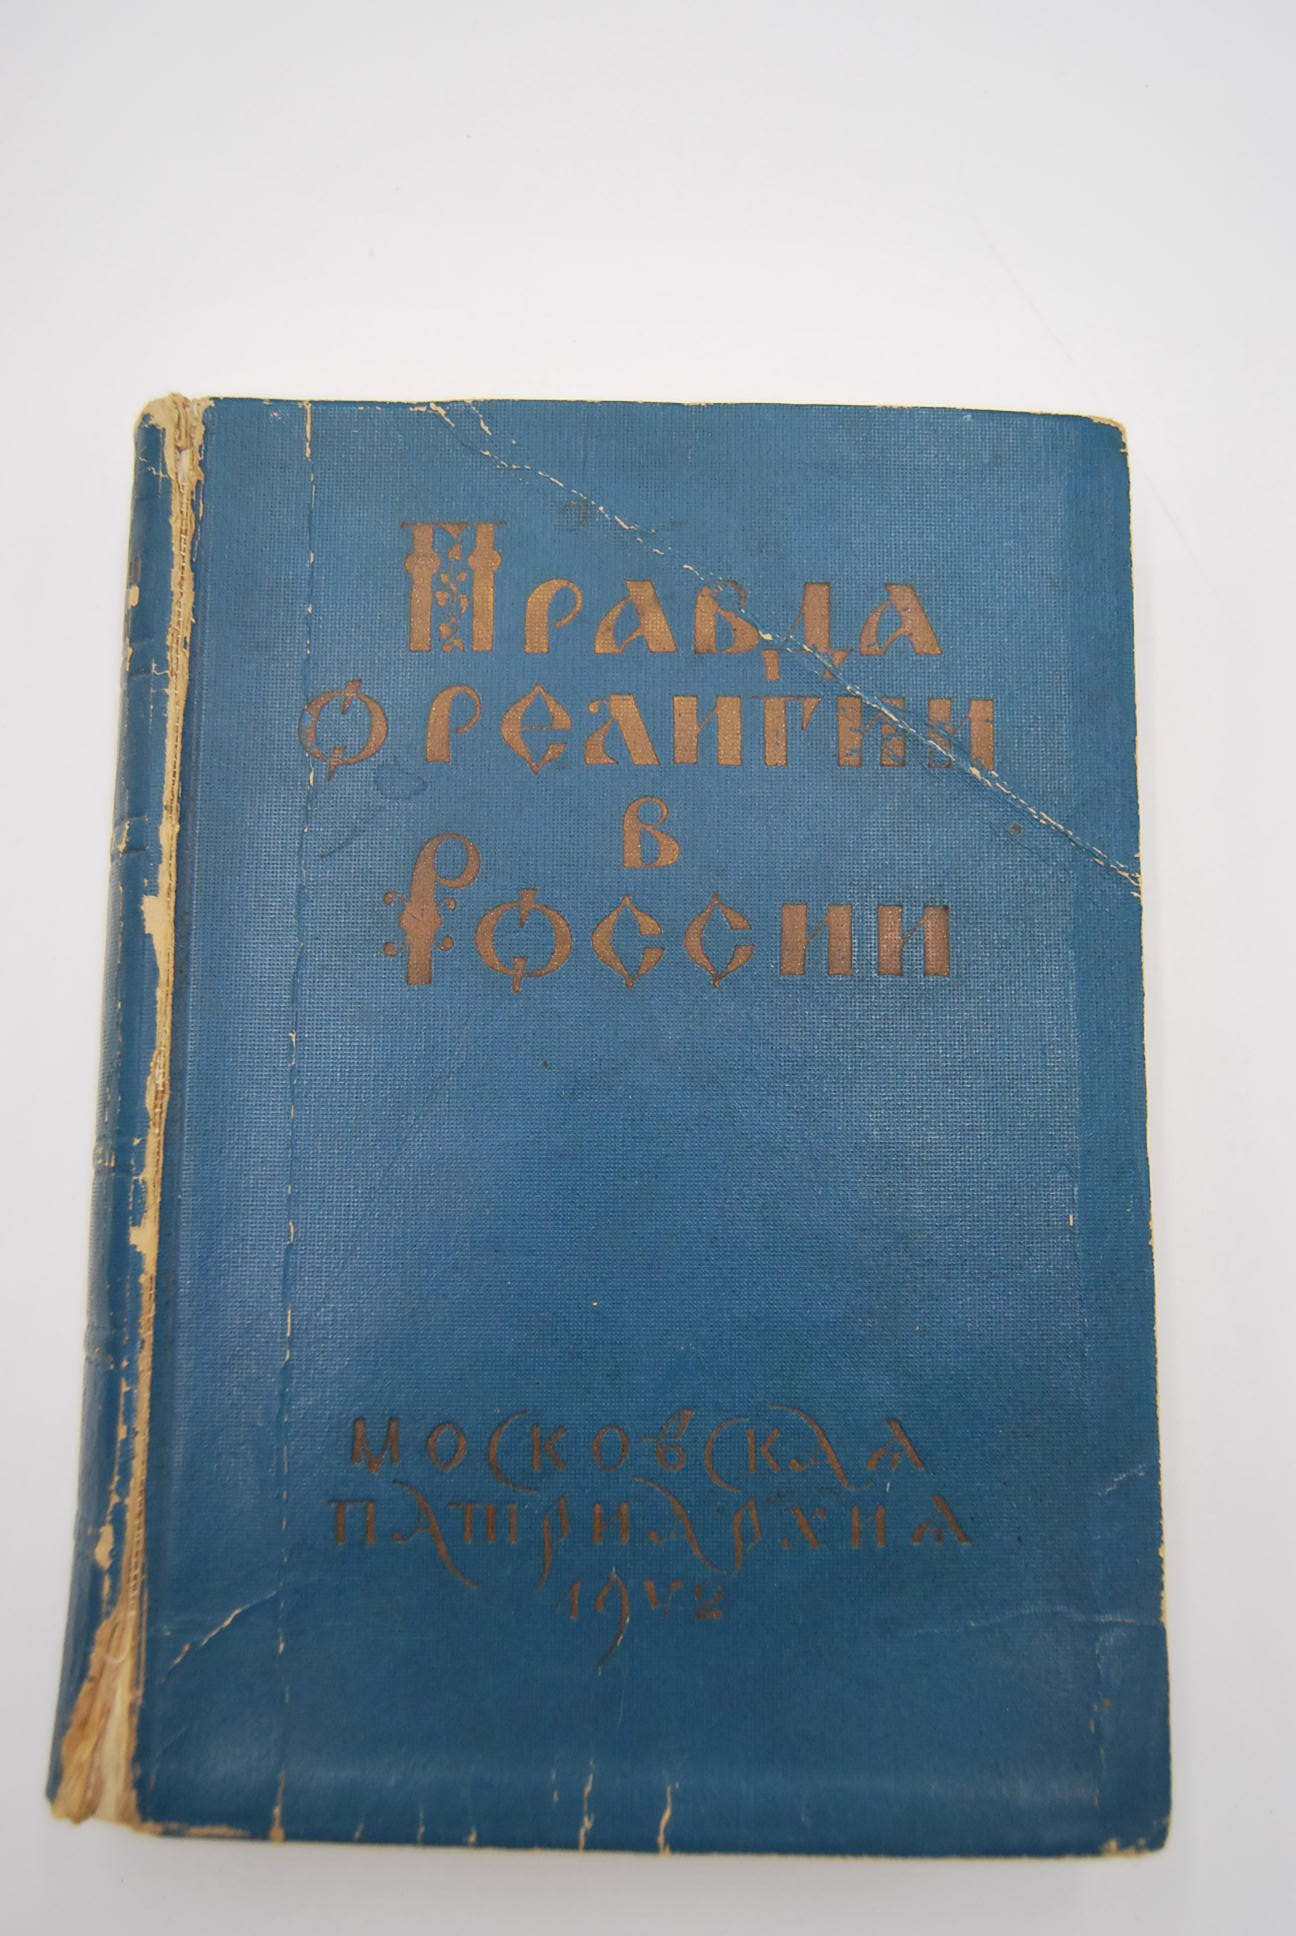 Правда
о религии
в
России
Московская
патриархия
1942